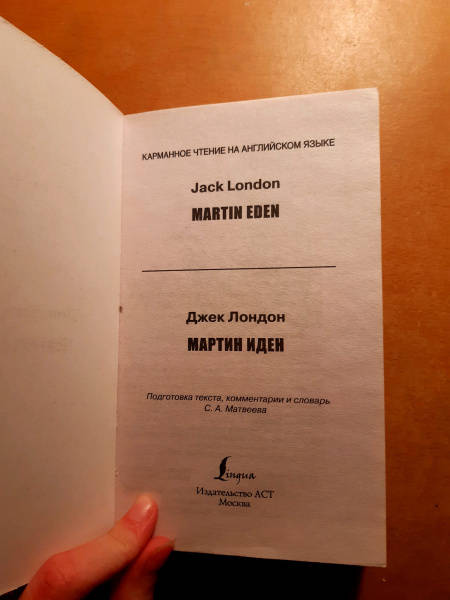 КАРМАННОЕ ЧТЕНИЕ НА АНГЛИЙСКОМ ЯЗЫКЕ
Jack London
MARTIN EDEN
Джек Лондон
МАРТИН ИДЕН
Подготовка текста, комментарии и словарь
С. А. Матвеева
Lingua
Издательство АСТ
Москва